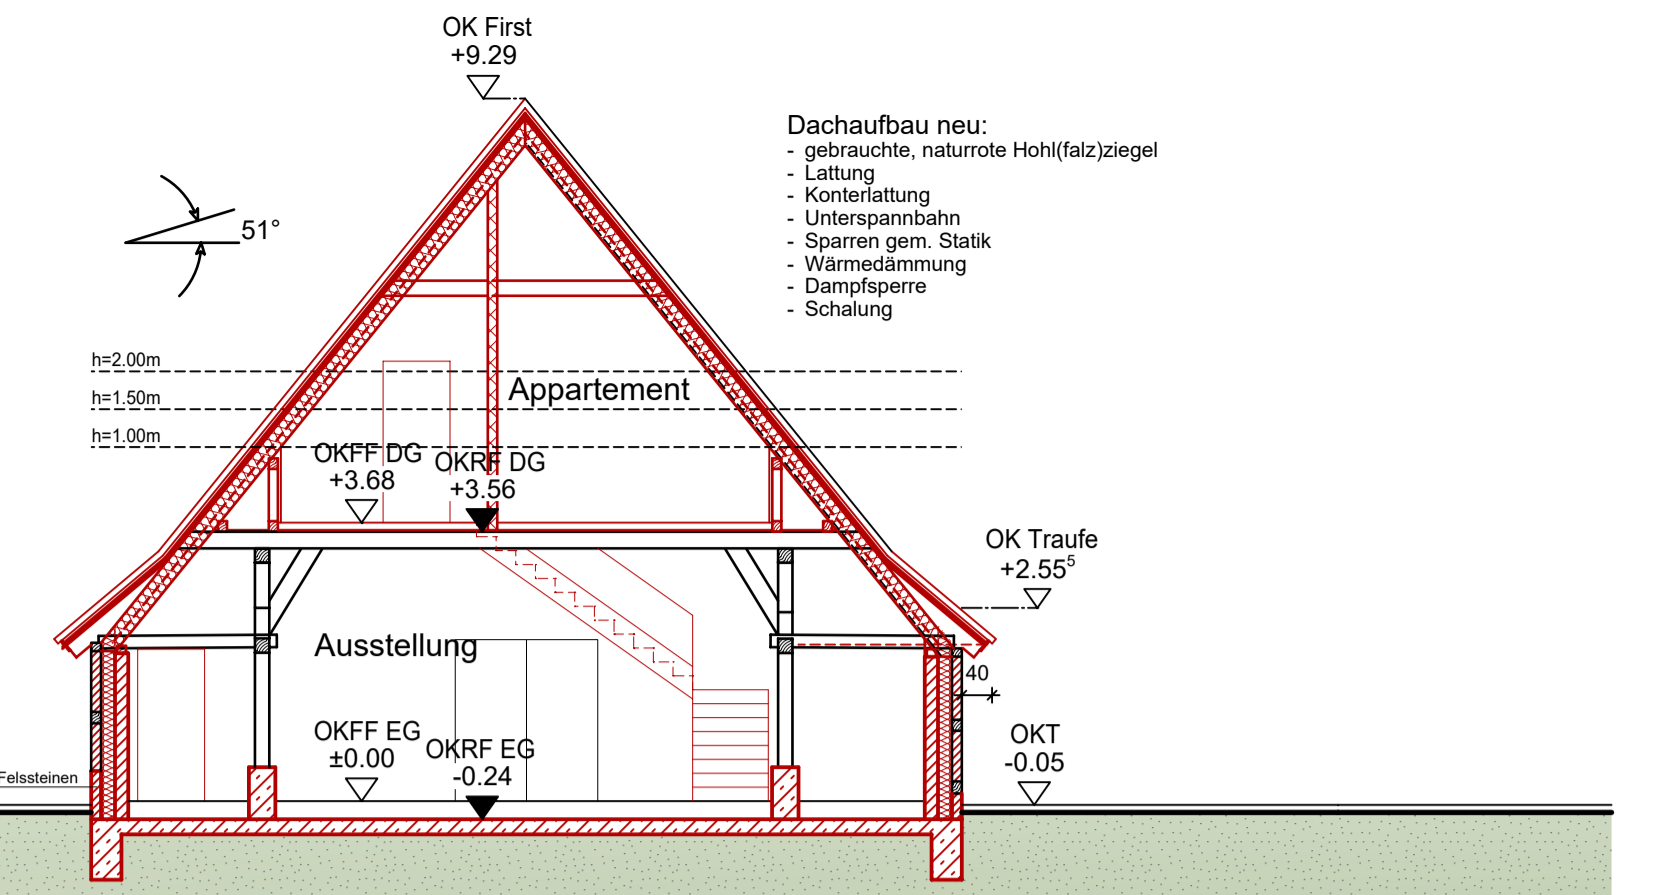 OK First
+9.29
Dachaufbau neu:
- gebrauchte, naturrote Hohl(falz)ziegel
- Lattung
- Konterlattung
- Unterspannbahn
- Sparren gem. Statik
- Wärmedämmung
- Dampfsperre
- Schalung
51°
h=2.00m
h=1.50m
h=1.00m
Appartement
OKFF DG
+3.68
OKRF DG
+3.56
OK Traufe
+2.55⁵
Ausstellung
40
OKFF EG
±0.00
OKRF EG
-0.24
OKT
-0.05
Felssteinen